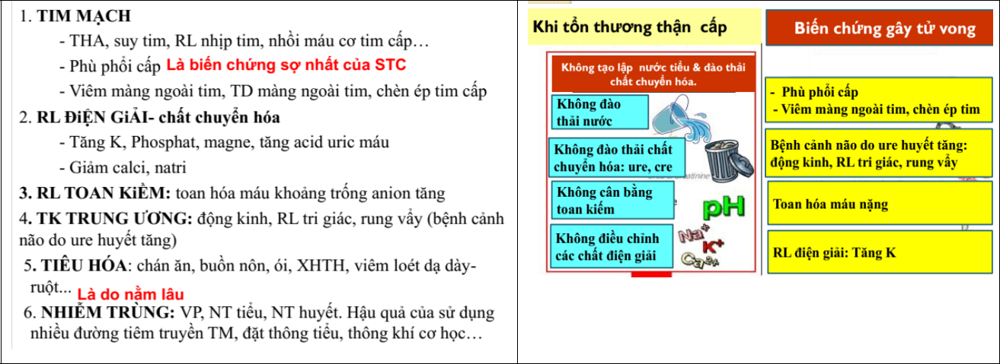 1. TIM MẠCH
- THA, suy tim, RL nhịp tim, nhồi máu cơ tim cấp…
- Phù phổi cấp Là biến chứng sợ nhất của STC
- Viêm màng ngoài tim, TD màng ngoài tim, chèn ép tim cấp
2. RL ĐiỆN GiẢI- chất chuyển hóa
- Tăng K, Phosphat, magne, tăng acid uric máu
- Giảm calci, natri
3. RL TOAN KiỀM: toan hóa máu khoảng trống anion tăng
4. TK TRUNG ƯƠNG: động kinh, RL tri giác, rung vẩy (bệnh cảnh
não do ure huyết tăng)
5. TIÊU HÓA: chán ăn, buồn nôn, ói, XHTH, viêm loét dạ dày-
ruột... Là do nằm lâu
6. NHIỄM TRÙNG: VP, NT tiểu, NT huyết. Hậu quả của sử dụng
nhiều đường tiêm truyền TM, đặt thông tiểu, thông khí cơ học…
Khi tổn thương thận cấp
Không tạo lập nước tiểu & đào thải
chất chuyển hóa.
Không đào
thải nước
Không đào thải chất
chuyển hóa: ure, cre
Không cân bằng
toan kiếm
pH
Không điều chỉnh
các chất điện giải
Na+
K+
Ca2+
Biến chứng gây tử vong
- Phù phổi cấp
- Viêm màng ngoài tim, chèn ép tim
Bệnh cảnh não do ure huyết tăng:
động kinh, RL tri giác, rung vẩy
Toan hóa máu nặng
RL điện giải: Tăng K